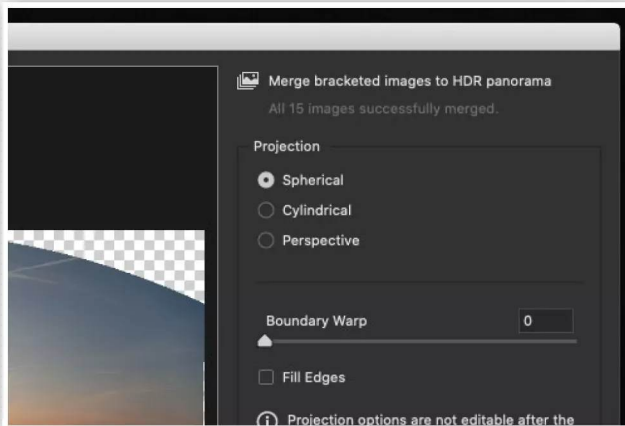 Merge bracketed images to HDR panorama
All 15 images successfully merged.
Projection
Spherical
Cylindrical
Perspective
Boundary Warp 0
Fill Edges
Projection options are not editable after the